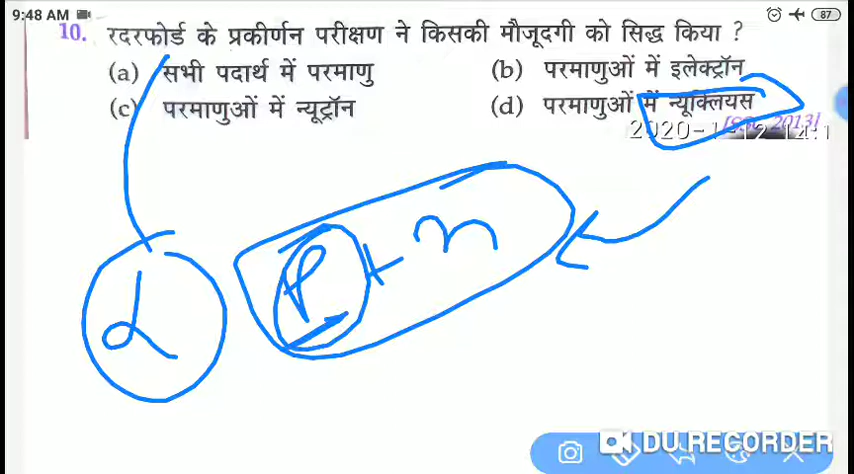 9:48 AM 87
10. रदरफोर्ड के प्रकीर्णन परीक्षण ने किसकी मौजूदगी को सिद्ध किया ?
(a) सभी पदार्थ में परमाणु (b) परमाणुओं में इलेक्ट्रॉन
(c) परमाणुओं में न्यूट्रॉन (d) परमाणुओं में न्यूक्लियस
2013]
α P + n
DU RECORDER